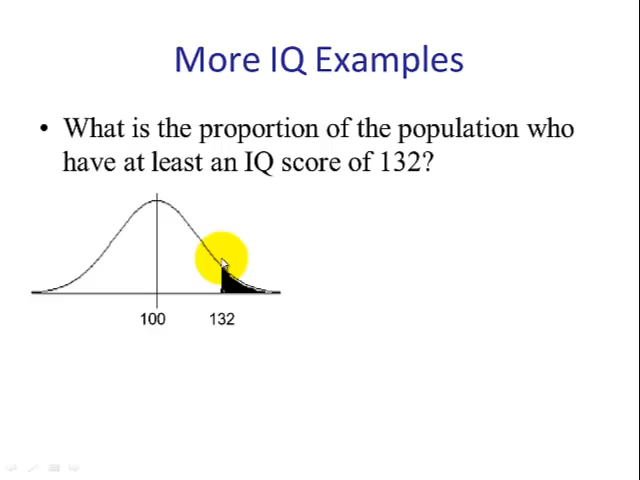 More IQ Examples
• What is the proportion of the population who
have at least an IQ score of 132?
100 132